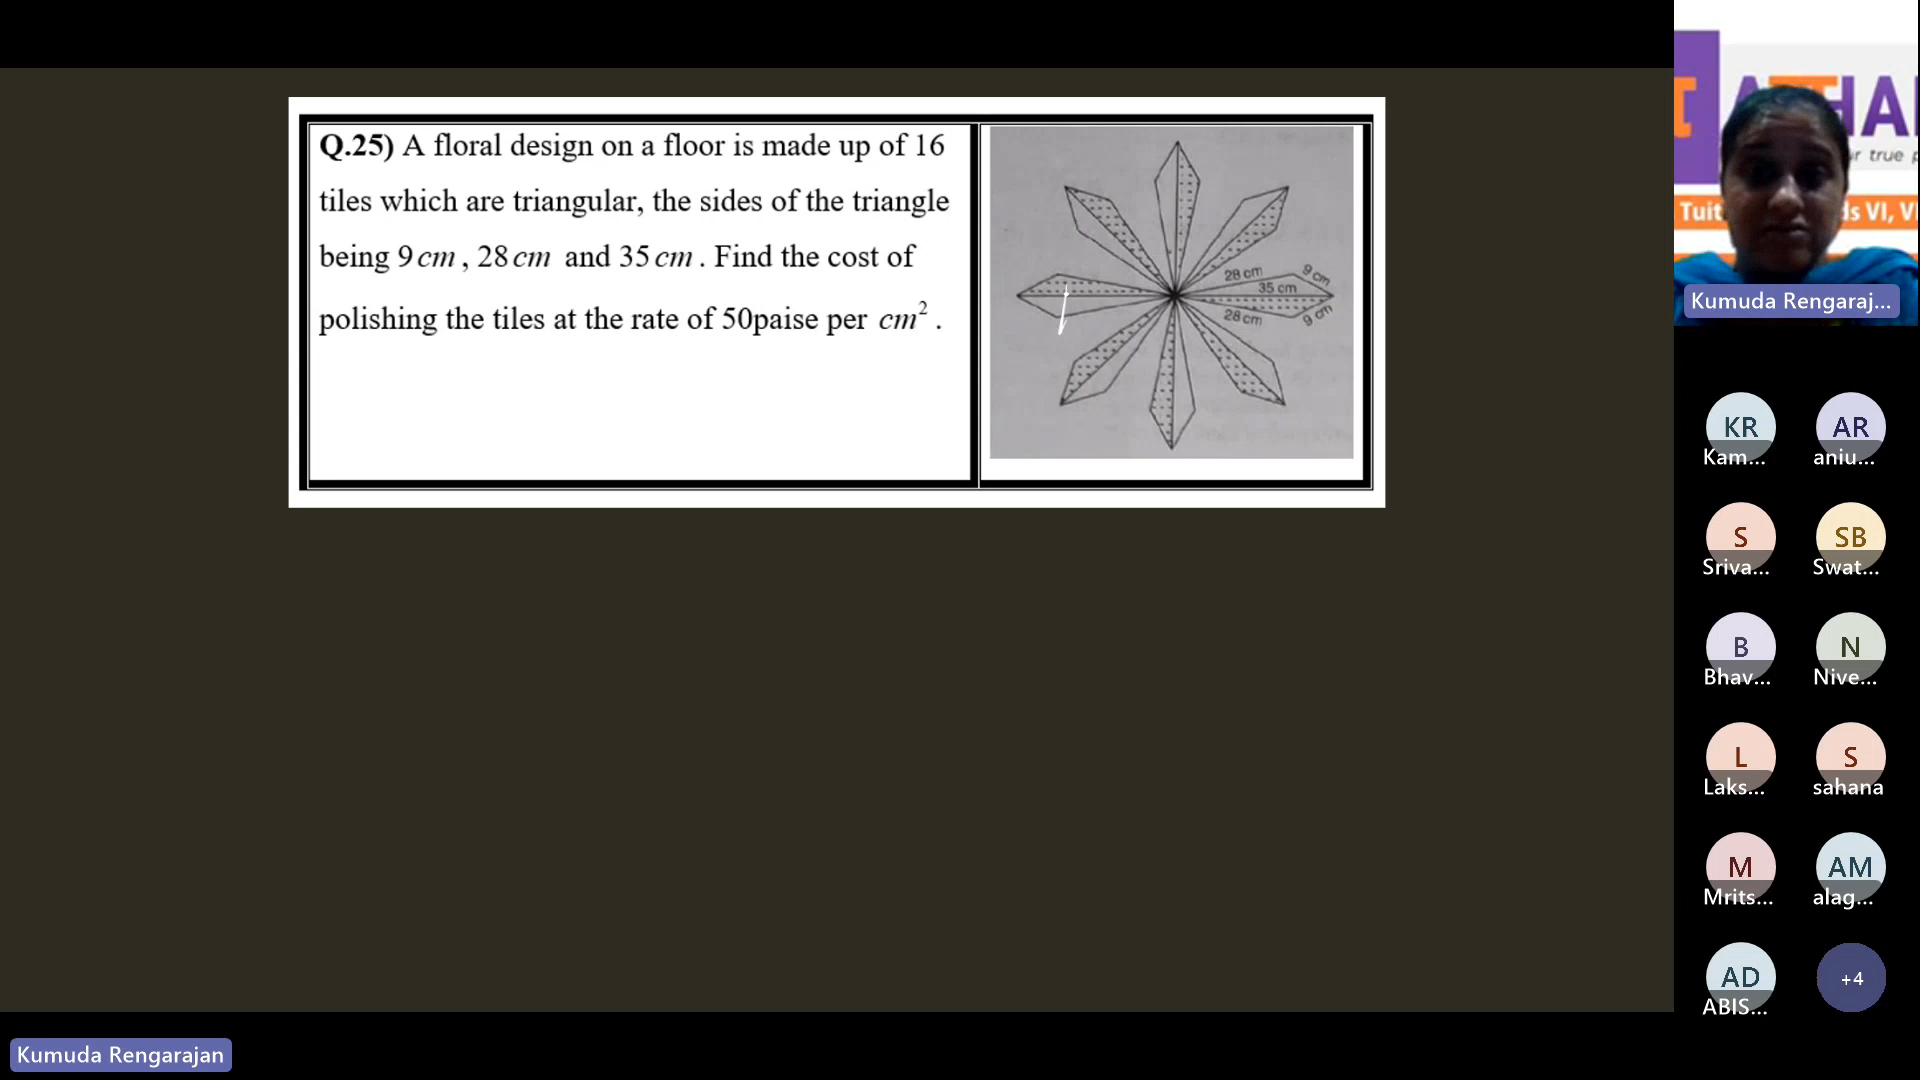 Q.25) A floral design on a floor is made up of 16
tiles which are triangular, the sides of the triangle
being 9 cm , 28 cm and 35 cm . Find the cost of
polishing the tiles at the rate of 50paise per cm² .
28 cm
9 cm
35 cm
28 cm
9 cm
Kumuda Rengaraj...
KR
Kam...
AR
aniu...
S
Sriva...
SB
Swat...
B
Bhav...
N
Nive...
L
Laks...
S
sahana
M
Mrits...
AM
alag...
AD
ABIS...
+4
Kumuda Rengarajan